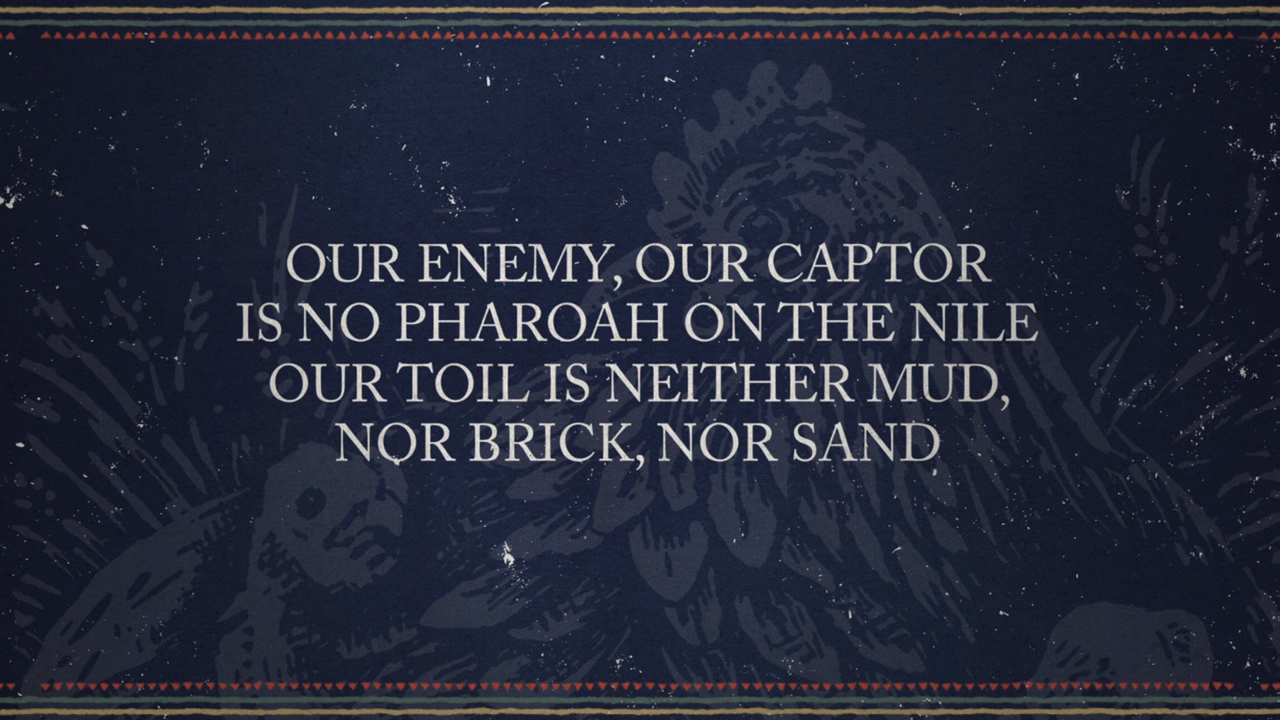 OUR ENEMY, OUR CAPTOR
IS NO PHAROAH ON THE NILE
OUR TOIL IS NEITHER MUD,
NOR BRICK, NOR SAND